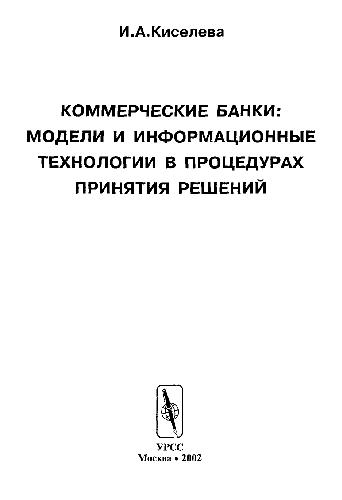 И.А.Киселева
КОММЕРЧЕСКИЕ БАНКИ:
МОДЕЛИ И ИНФОРМАЦИОННЫЕ
ТЕХНОЛОГИИ В ПРОЦЕДУРАХ
ПРИНЯТИЯ РЕШЕНИЙ
УРСС
Москва • 2002